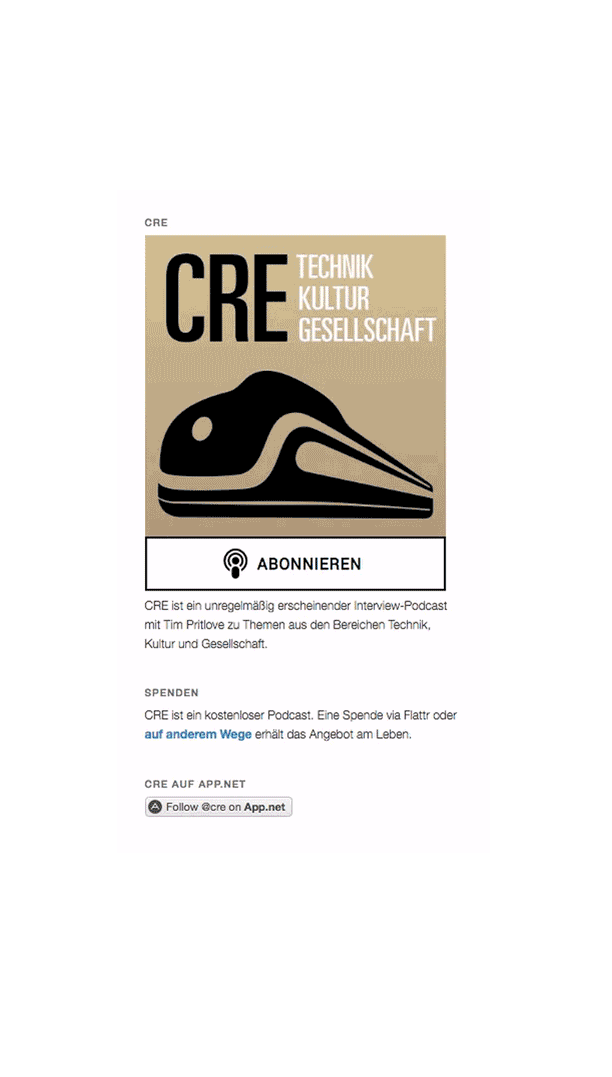 CRE
CRE TECHNIK
KULTUR
GESELLSCHAFT
ABONNIEREN
CRE ist ein unregelmäßig erscheinender Interview-Podcast
mit Tim Pritlove zu Themen aus den Bereichen Technik,
Kultur und Gesellschaft.
SPENDEN
CRE ist ein kostenloser Podcast. Eine Spende via Flattr oder
auf anderem Wege erhält das Angebot am Leben.
CRE AUF APP.NET
Follow @cre on App.net